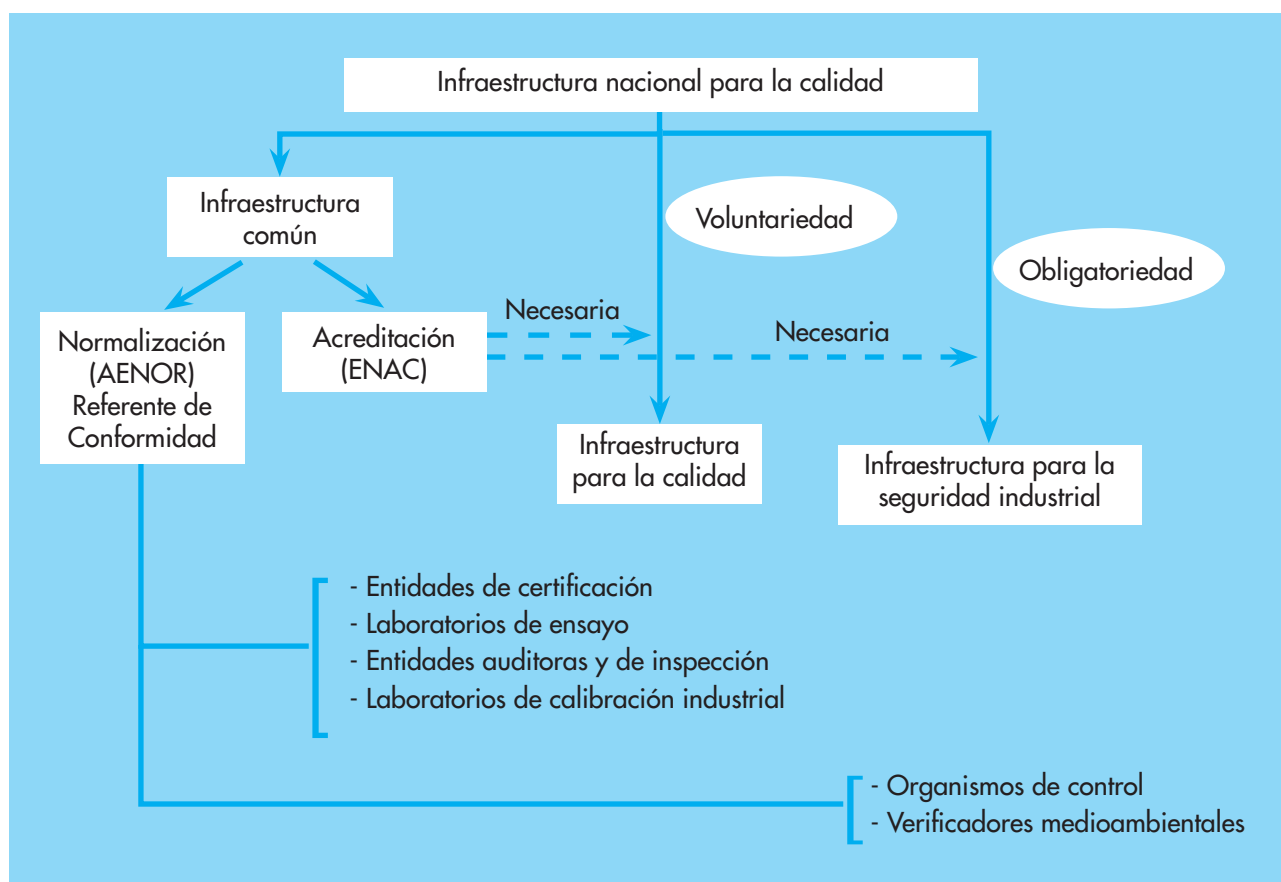 Infraestructura nacional para la calidad
Infraestructura
común
Voluntariedad
Obligatoriedad
Normalización
(AENOR)
Referente de
Conformidad
Acreditación
(ENAC)
Necesaria
Necesaria
Infraestructura
para la calidad
Infraestructura para la
seguridad industrial
- Entidades de certificación
- Laboratorios de ensayo
- Entidades auditoras y de inspección
- Laboratorios de calibración industrial
- Organismos de control
- Verificadores medioambientales